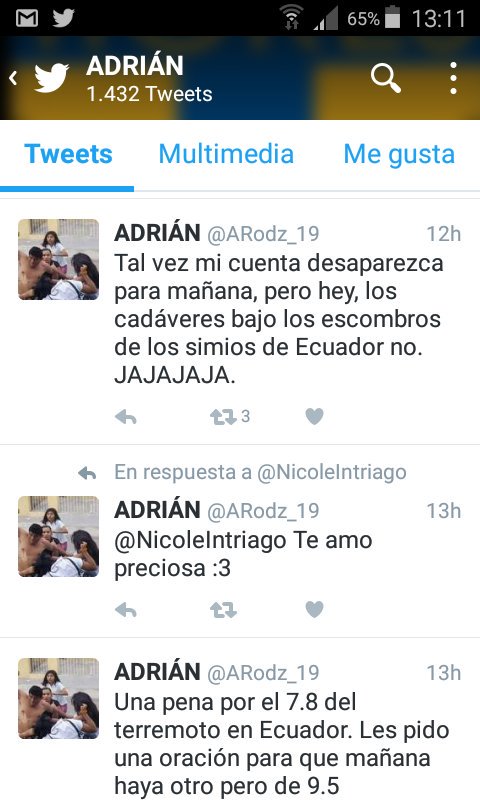 65% 13:11
ADRIÁN
1.432 Tweets
Tweets Multimedia Me gusta
ADRIÁN @ARodz_19 12h
Tal vez mi cuenta desaparezca
para mañana, pero hey, los
cadáveres bajo los escombros
de los simios de Ecuador no.
JAJAJAJA.
3
En respuesta a @NicoleIntriago
ADRIÁN @ARodz_19 13h
@NicoleIntriago Te amo
preciosa :3
ADRIÁN @ARodz_19 13h
Una pena por el 7.8 del
terremoto en Ecuador. Les pido
una oración para que mañana
haya otro pero de 9.5